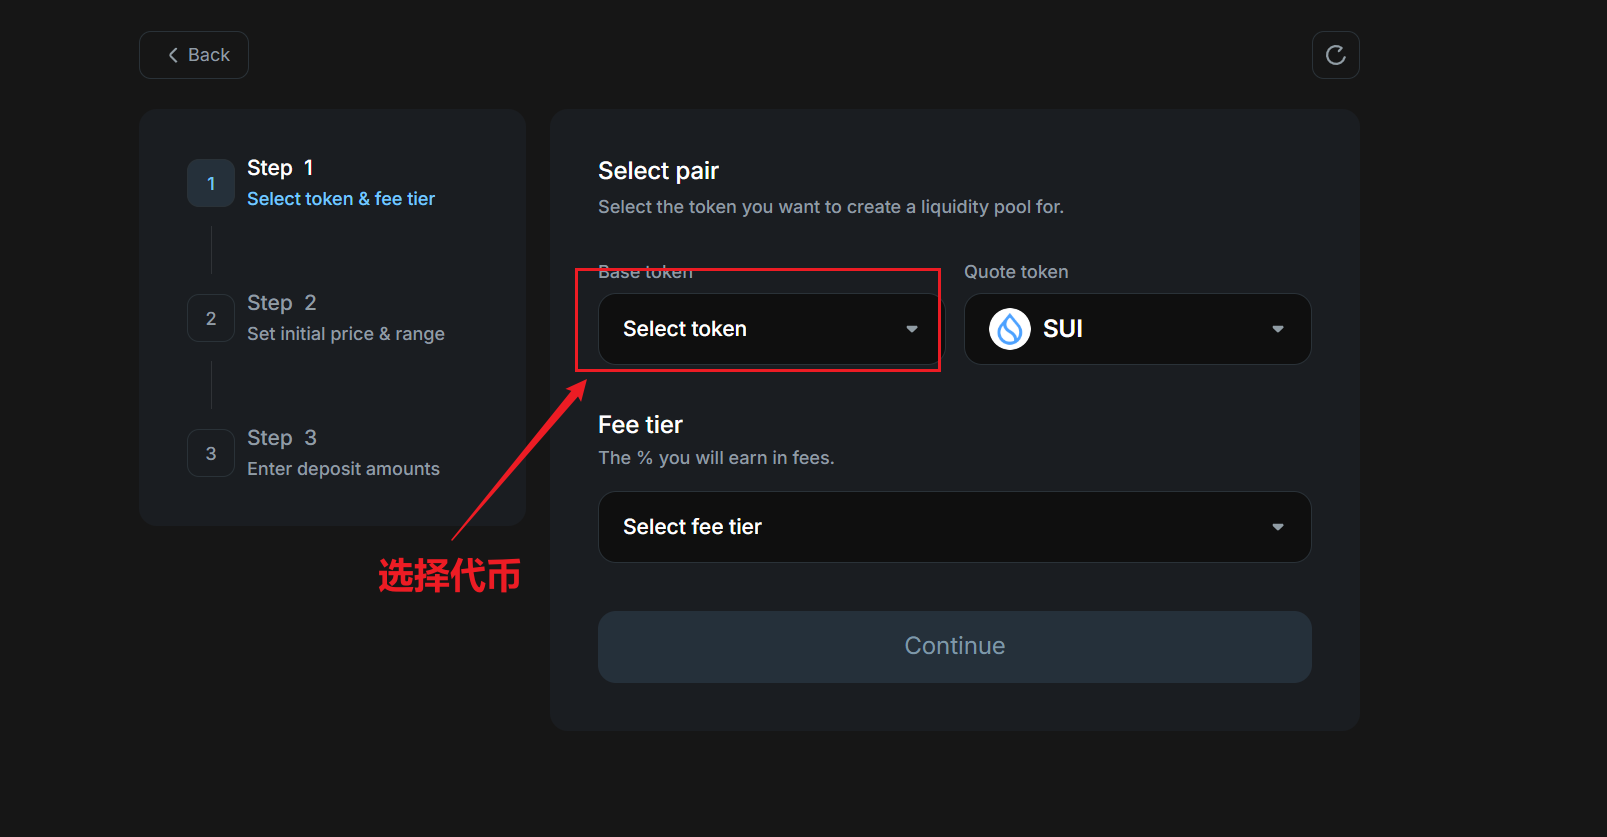 Back
Step 1
Select token & fee tier
Step 2
Set initial price & range
Step 3
Enter deposit amounts
1
2
3
Select pair
Select the token you want to create a liquidity pool for.
Base token
Quote token
Select token
SUI
Fee tier
The % you will earn in fees.
Select fee tier
Continue
选择代币